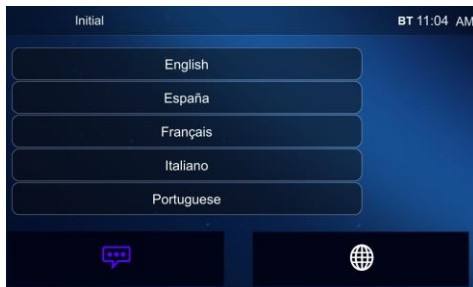 Initial
BT 11:04 AM
English
España
Français
Italiano
Portuguese